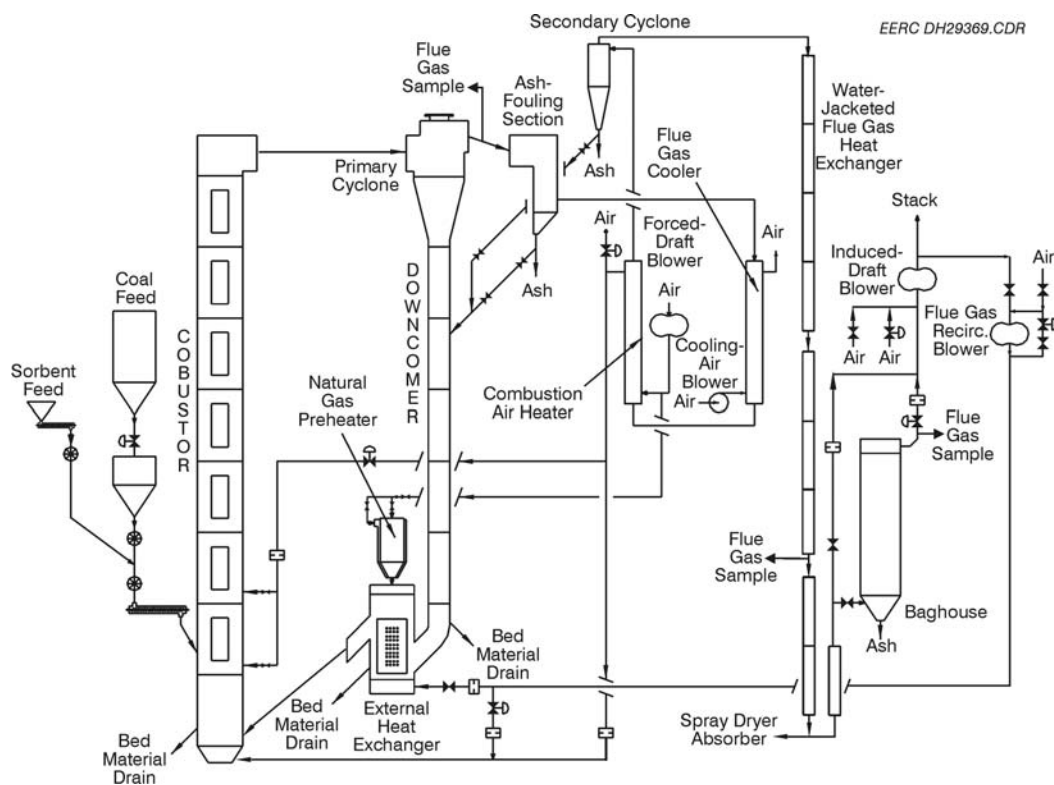 Secondary Cyclone
EERC DH29369.CDR
Flue
Gas
Sample
Ash-
Fouling
Section
Water-
Jacketed
Flue Gas
Heat
Exchanger
Flue
Gas
Cooler
Primary
Cyclone
Ash
Stack
Air
Forced-
Draft
Blower
Air
Induced-
Draft
Blower
Air
Coal
Feed
Ash
Air
Flue Gas
Recirc.
Blower
Sorbent
Feed
COBUSTOR
DOWNCOMER
Air
Air
Cooling-
Air
Blower
Natural
Gas
Preheater
Combustion
Air Heater
Air
Flue
Gas
Sample
Flue
Gas
Sample
Baghouse
Ash
Bed
Material
Drain
Bed
Material
Drain
External
Heat
Exchanger
Bed
Material
Drain
Spray Dryer
Absorber